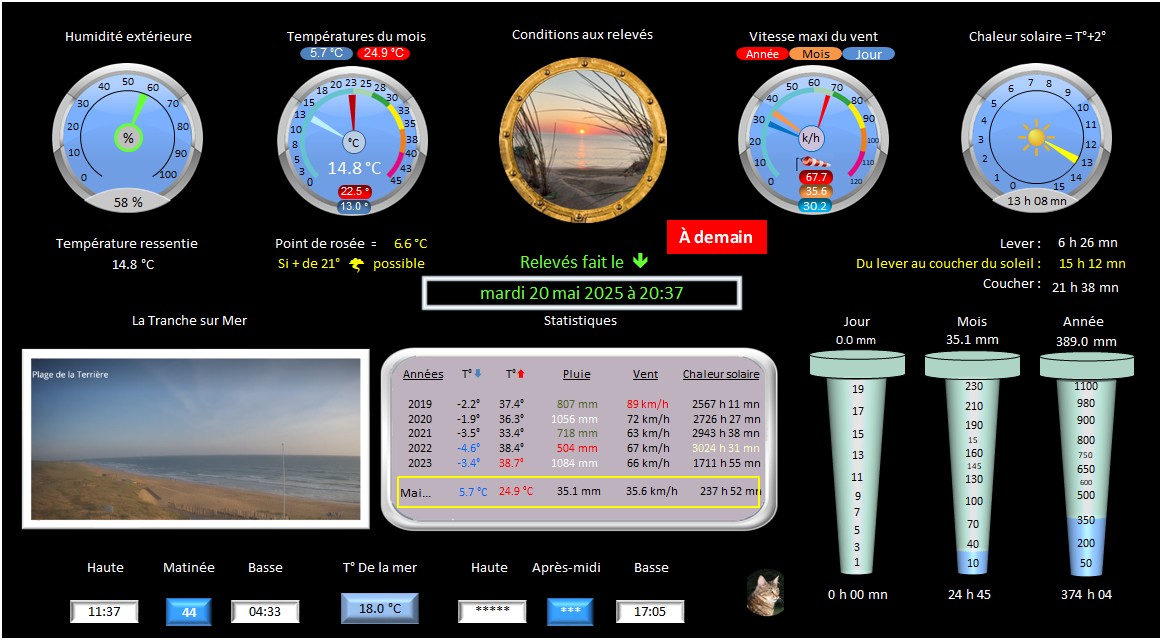 Humidité extérieure
Températures du mois
Conditions aux relevés
Vitesse maxi du vent
Chaleur solaire = T°+2°
5.7 °C 24.9 °C
Année Mois Jour
0 10 20 30 40 50 60 70 80 90 100
%
58 %
0 3 5 8 10 13 15 18 20 23 25 28 30 33 35 38 40 43 45
°C
14.8 °C
22.5 °
13.0 °
0 10 20 30 40 50 60 70 80 90 100 110 120
k/h
67.7
35.6
30.2
0 1 2 3 4 5 6 7 8 9 10 11 12 13 14 15
13 h 08 mn
À demain
Température ressentie
14.8 °C
Point de rosée = 6.6 °C
Si + de 21° possible
Relevés fait le
mardi 20 mai 2025 à 20:37
Lever : 6 h 26 mn
Du lever au coucher du soleil : 15 h 12 mn
Coucher : 21 h 38 mn
La Tranche sur Mer
Plage de la Terrière
Statistiques
Années T° T° Pluie Vent Chaleur solaire
2019 -2.2° 37.4° 807 mm 89 km/h 2567 h 11 mn
2020 -1.9° 36.3° 1056 mm 72 km/h 2726 h 27 mn
2021 -3.5° 33.4° 718 mm 63 km/h 2943 h 38 mn
2022 -4.6° 38.4° 504 mm 67 km/h 3024 h 31 mn
2023 -3.4° 38.7° 1084 mm 66 km/h 1711 h 55 mn
Mai... 5.7 °C 24.9 °C 35.1 mm 35.6 km/h 237 h 52 mn
Jour
0.0 mm
19
17
15
13
11
9
7
5
3
1
0 h 00 mn
Mois
35.1 mm
230
210
190
15
160
145
130
100
70
40
10
24 h 45
Année
389.0 mm
1100
980
900
800
750
650
600
500
350
200
50
374 h 04
Haute Matinée Basse
11:37 44 04:33
T° De la mer
18.0 °C
Haute Après-midi Basse
***** *** 17:05